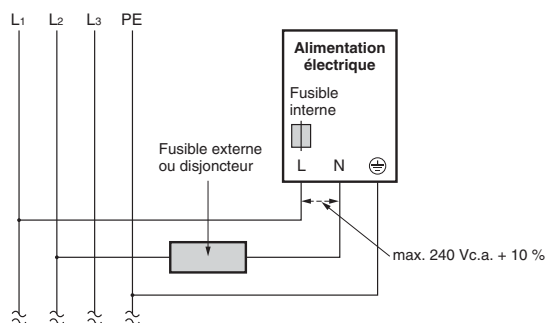 L1 L2 L3 PE
Alimentation
électrique
Fusible
interne
Fusible externe
ou disjoncteur
L N
max. 240 Vc.a. + 10 %